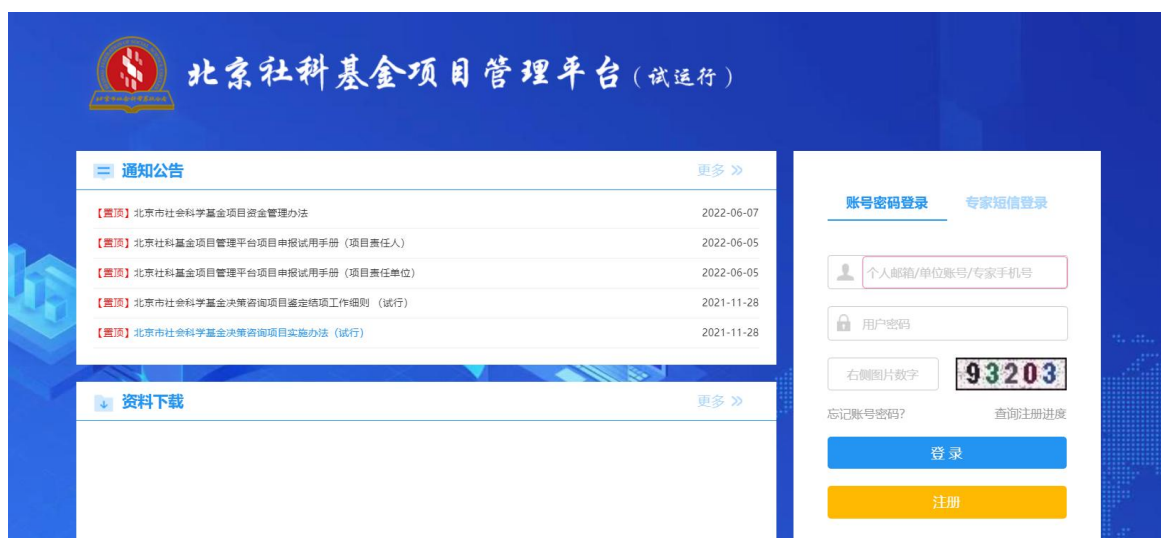 北京社科基金项目管理平台(试运行)
通知公告
更多
【置顶】北京市社会科学基金项目资金管理办法 2022-06-07
【置顶】北京社科基金项目管理平台项目申报试用手册(项目责任人) 2022-06-05
【置顶】北京社科基金项目管理平台项目申报试用手册(项目责任单位) 2022-06-05
【置顶】北京市社会科学基金决策咨询项目鉴定结项工作细则 (试行) 2021-11-28
【置顶】北京市社会科学基金决策咨询项目实施办法(试行) 2021-11-28
资料下载
更多
账号密码登录 专家短信登录
个人邮箱/单位账号/专家手机号
用户密码
右侧图片数字 93203
忘记账号密码? 查询注册进度
登 录
注册